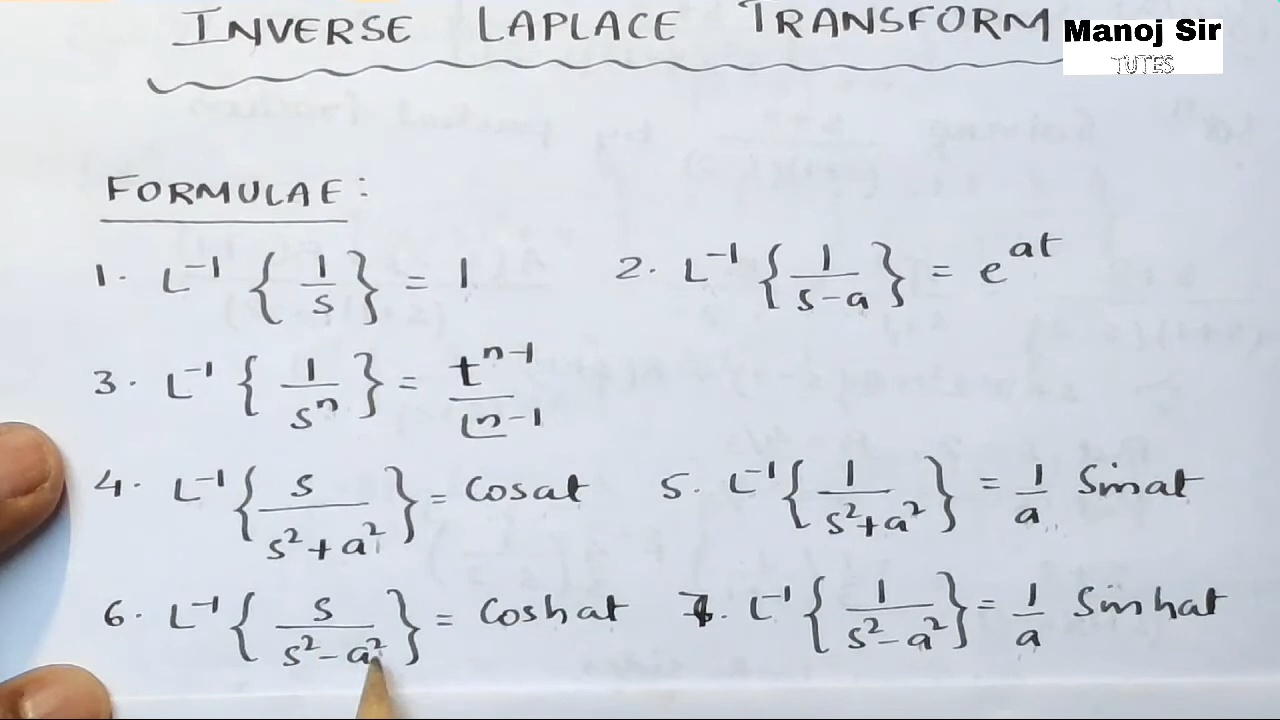 INVERSE LAPLACE TRANSFORM
Manoj Sir
TUTES
FORMULAE:
1. L⁻¹ { 1/s } = 1
2. L⁻¹ { 1/(s-a) } = e^at
3. L⁻¹ { 1/sⁿ } = t^(n-1) / ⌊n-1
4. L⁻¹ { s/(s²+a²) } = Cosat
5. L⁻¹ { 1/(s²+a²) } = 1/a Sinat
6. L⁻¹ { s/(s²-a²) } = Coshat
7. L⁻¹ { 1/(s²-a²) } = 1/a Sinhat